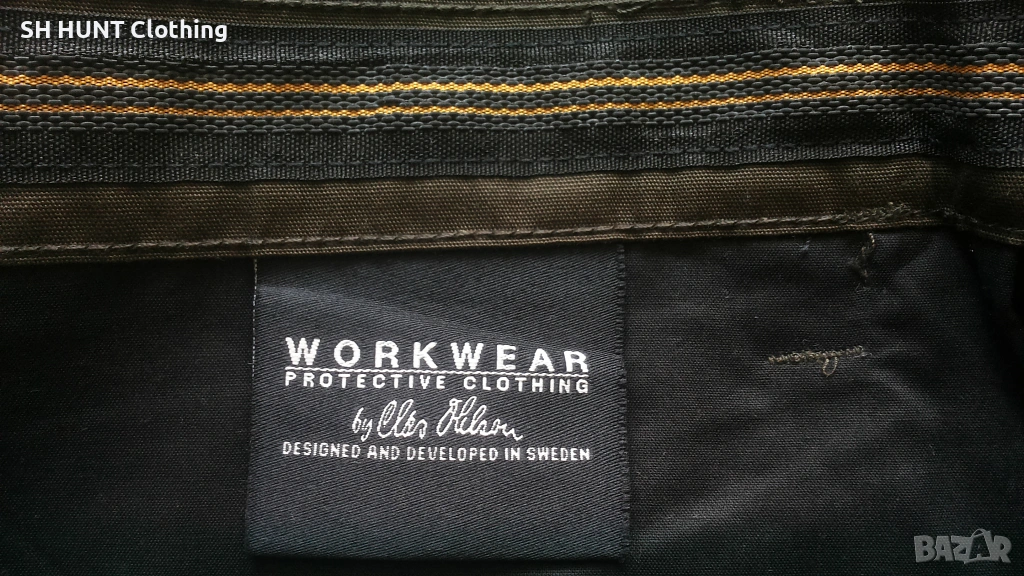 SH HUNT Clothing
WORKWEAR
PROTECTIVE CLOTHING
by Clas Ohlson
DESIGNED AND DEVELOPED IN SWEDEN
BAZAR